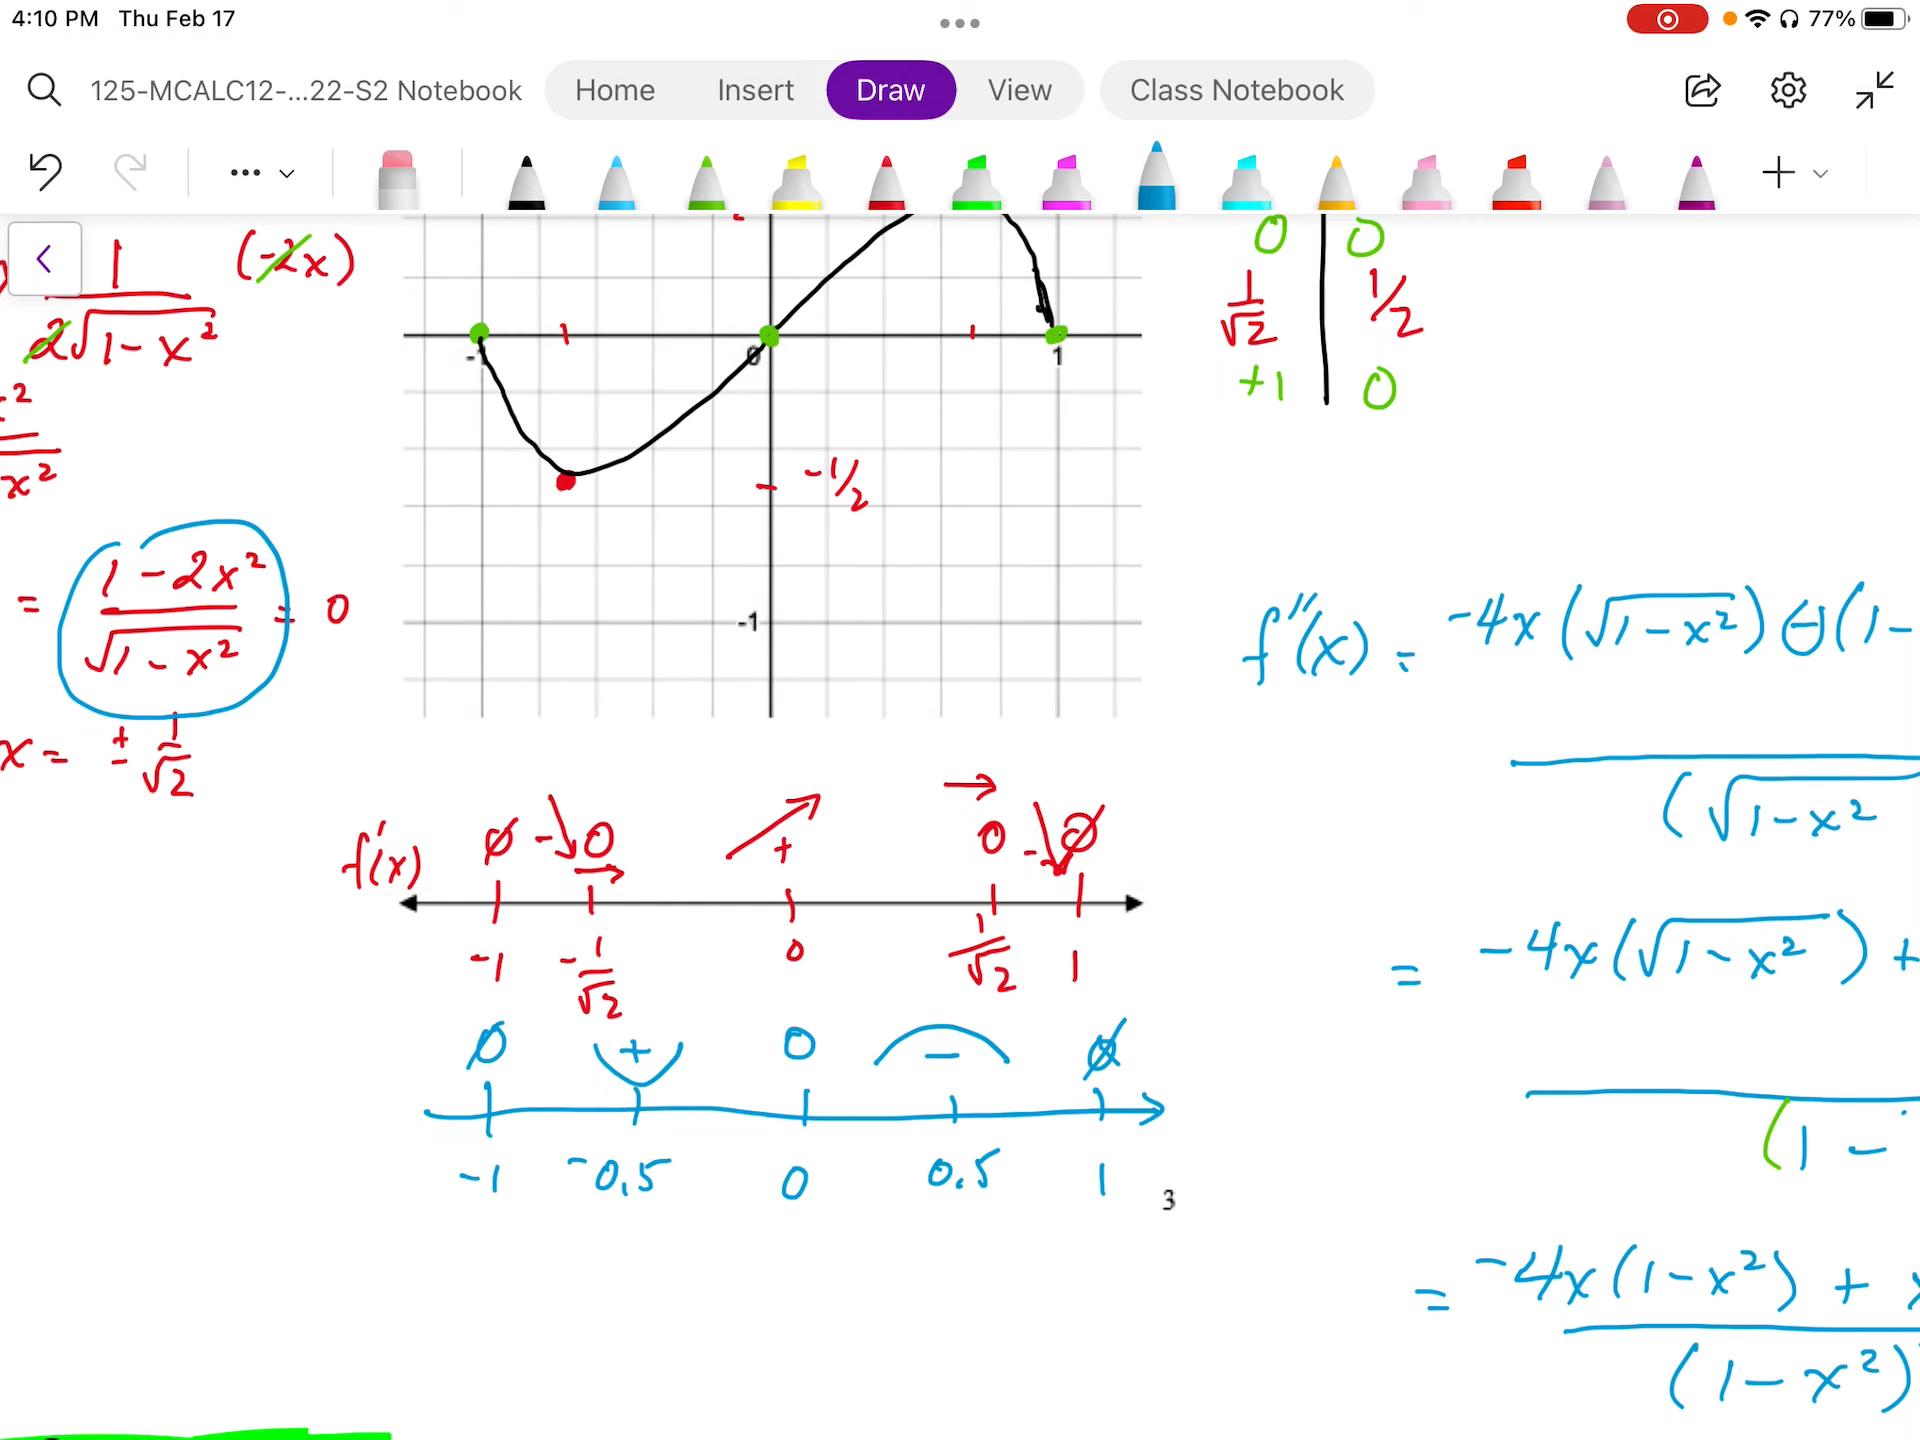 4:10 PM Thu Feb 17
77%
125-MCALC12-...22-S2 Notebook
Home Insert Draw View Class Notebook
1 (-2x)
2√1-x²
x²
= 1-2x² = 0
√1-x²
x = ± 1
√2
-1 0 1
-1/2
-1
0 | 0
1/√2 | 1/2
+1 | 0
f'(x) ∅ - 0 + 0 - ∅
-1 -1/√2 0 1/√2 1
∅ + 0 - ∅
-1 -0.5 0 0.5 1
3
f''(x) = -4x(√1-x²) - (1-
(√1-x²
= -4x(√1-x²) +
(1 -
= -4x(1-x²) +
(1-x²)